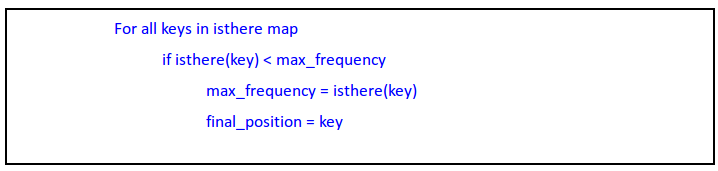 For all keys in isthere map
if isthere(key) < max_frequency
max_frequency = isthere(key)
final_position = key